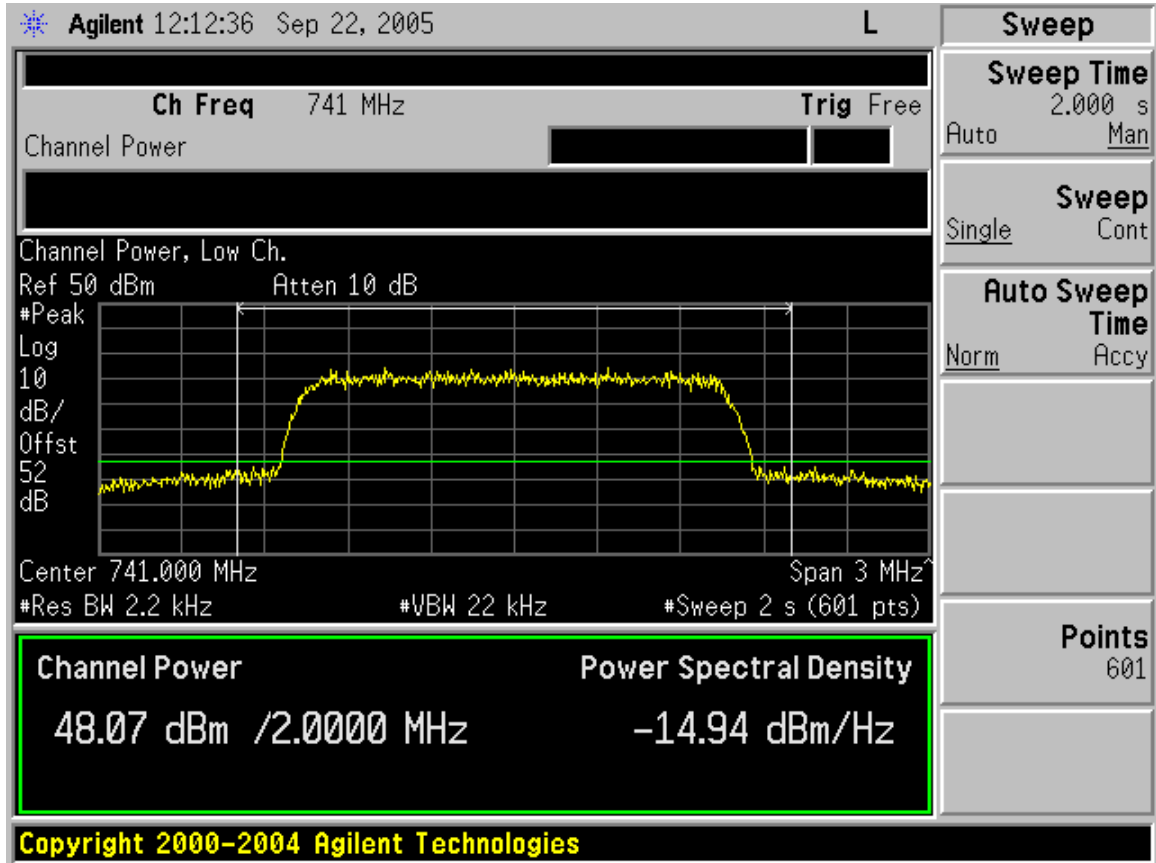 Agilent 12:12:36 Sep 22, 2005 L
Ch Freq 741 MHz Trig Free
Channel Power
Channel Power, Low Ch.
Ref 50 dBm Atten 10 dB
#Peak
Log
10
dB/
Offst
52
dB
Center 741.000 MHz Span 3 MHz^
#Res BW 2.2 kHz #VBW 22 kHz #Sweep 2 s (601 pts)
Channel Power Power Spectral Density
48.07 dBm /2.0000 MHz -14.94 dBm/Hz
Copyright 2000-2004 Agilent Technologies
Sweep
Sweep Time
2.000 s
Auto Man
Sweep
Single Cont
Auto Sweep
Time
Norm Accy
Points
601